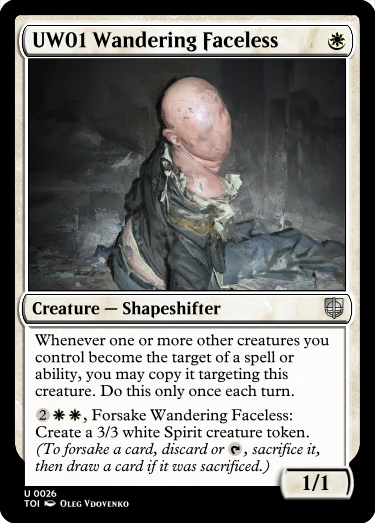 UW01 Wandering Faceless
Creature — Shapeshifter
Whenever one or more other creatures you
control become the target of a spell or
ability, you may copy it targeting this
creature. Do this only once each turn.
2, Forsake Wandering Faceless:
Create a 3/3 white Spirit creature token.
(To forsake a card, discard or , sacrifice it,
then draw a card if it was sacrificed.)
1/1
U 0026
TOI Oleg Vdovenko